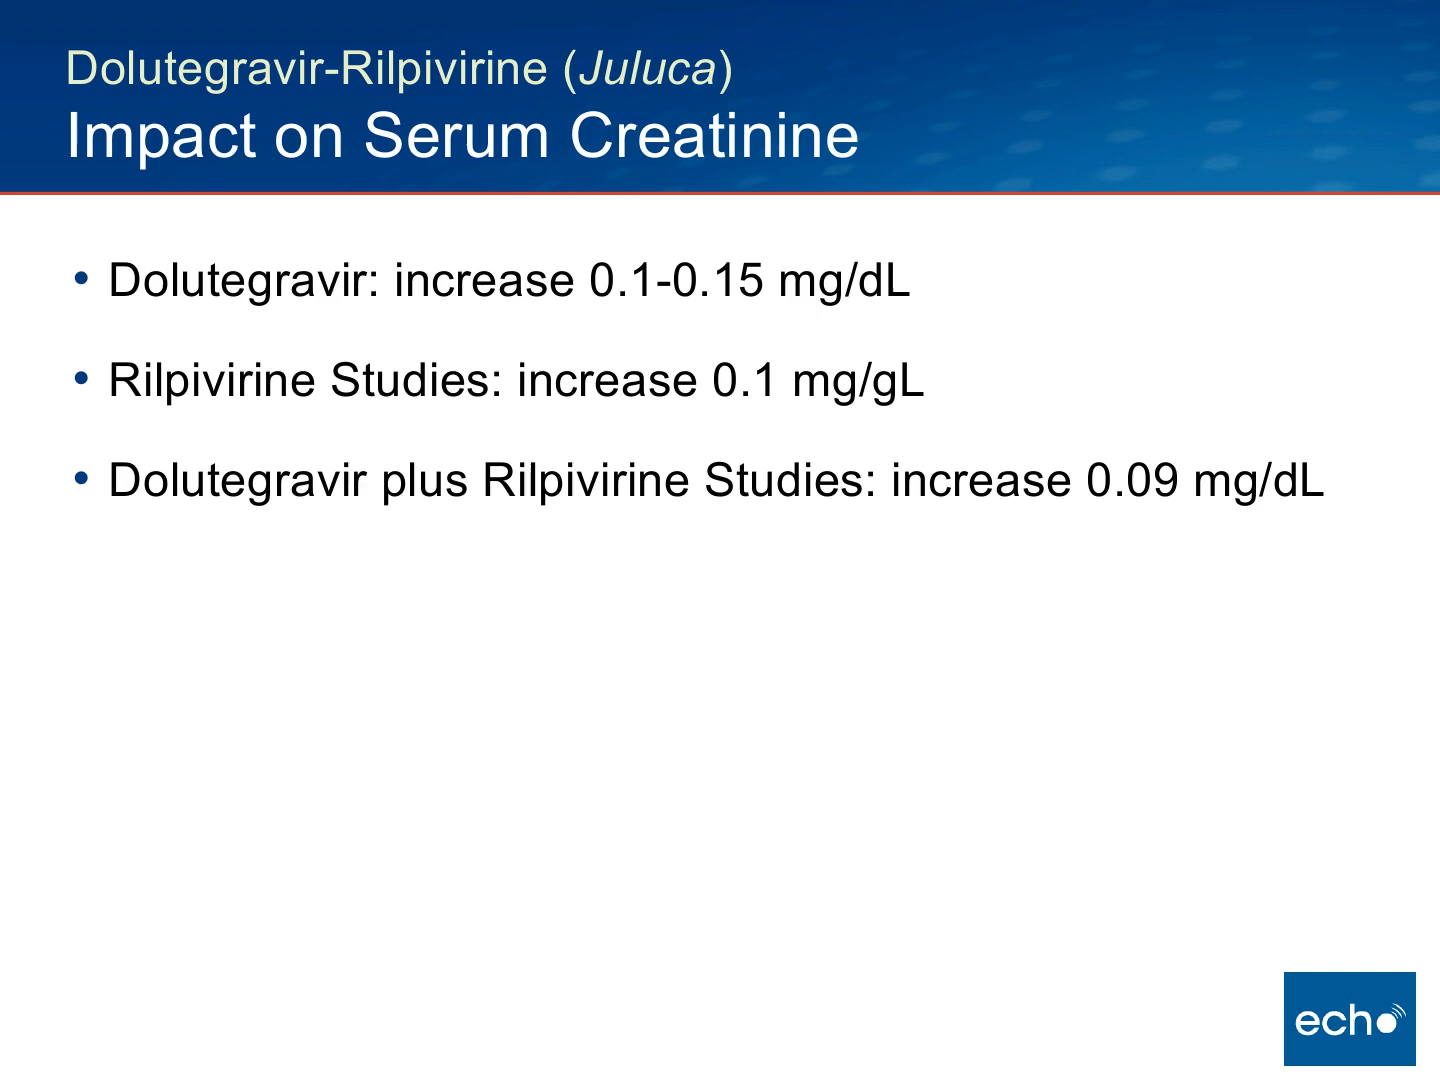 Dolutegravir-Rilpivirine (Juluca)
Impact on Serum Creatinine
• Dolutegravir: increase 0.1-0.15 mg/dL
• Rilpivirine Studies: increase 0.1 mg/gL
• Dolutegravir plus Rilpivirine Studies: increase 0.09 mg/dL
echo